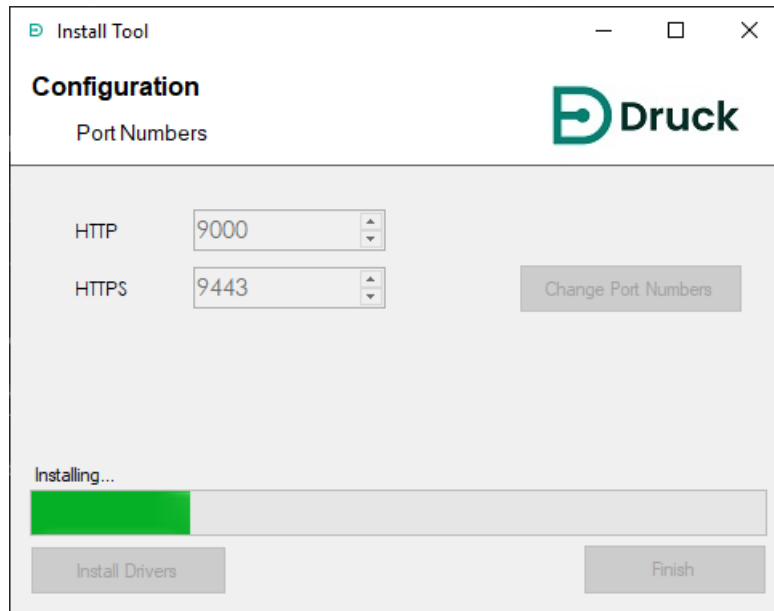 Install Tool
Configuration
Port Numbers
Druck
HTTP 9000
HTTPS 9443 Change Port Numbers
Installing...
Install Drivers Finish